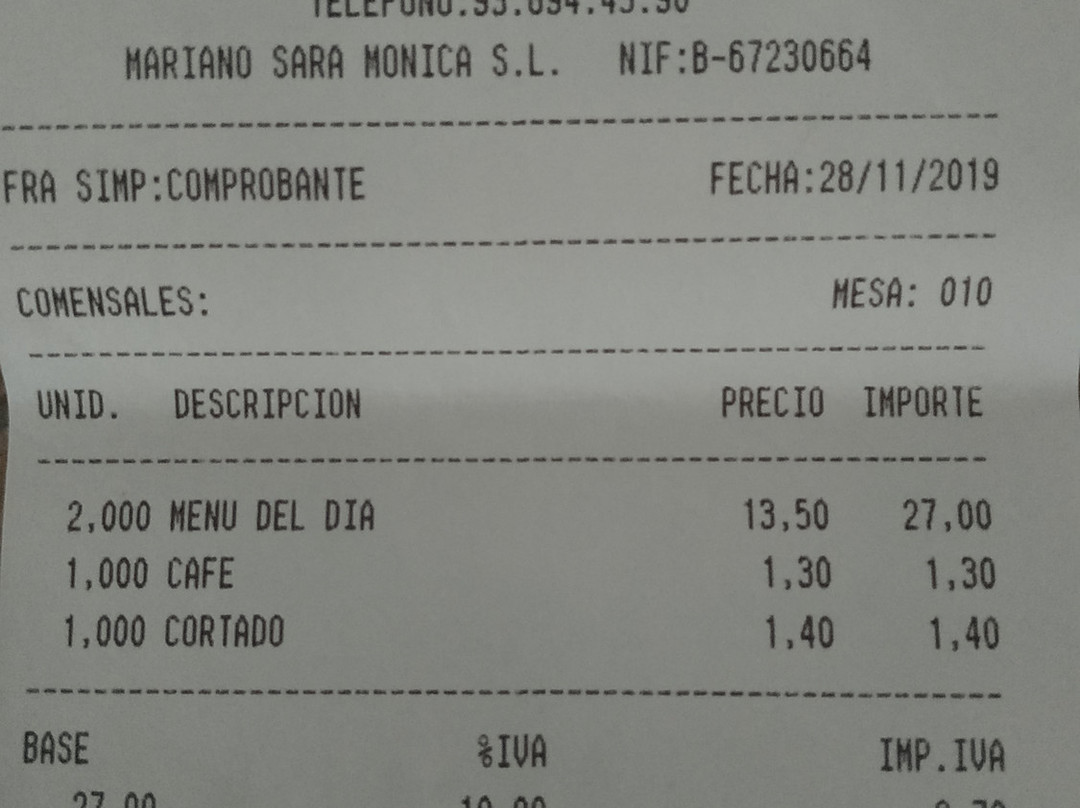 MARIANO SARA MONICA S.L. NIF:B-67230664
FRA SIMP:COMPROBANTE FECHA:28/11/2019
COMENSALES: MESA: 010
UNID. DESCRIPCION PRECIO IMPORTE
2,000 MENU DEL DIA 13,50 27,00
1,000 CAFE 1,30 1,30
1,000 CORTADO 1,40 1,40
BASE %IVA IMP.IVA